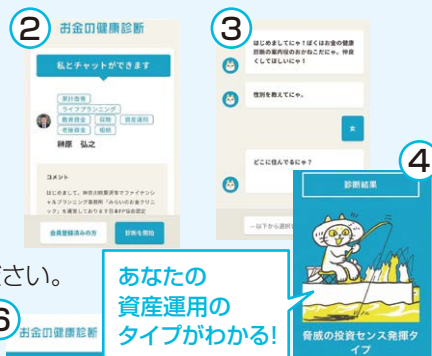 ②
お金の健康診断
私とチャットができます
家計改善
ライフプランニング
教育資金 保険 資産運用
老後資金 相続
榊原 弘之
コメント
はじめまして、神奈川県藤沢市でファイナンシ
ャルプランニング事務所「みらいのお金クリニ
ック」を運営しております日本FP協会認定
会員登録済みの方
診断を開始
③
はじめましてにゃ！ぼくはお金の健康
診断の案内役のおかねこだにゃ。仲良
くしてほしいにゃ！
性別を教えてにゃ。
女
どこに住んでるにゃ？
--以下から選択
④
診断結果
脅威の投資センス発揮タ
イプ
ださい。
あなたの
資産運用の
タイプがわかる!
⑥
お金の健康診断